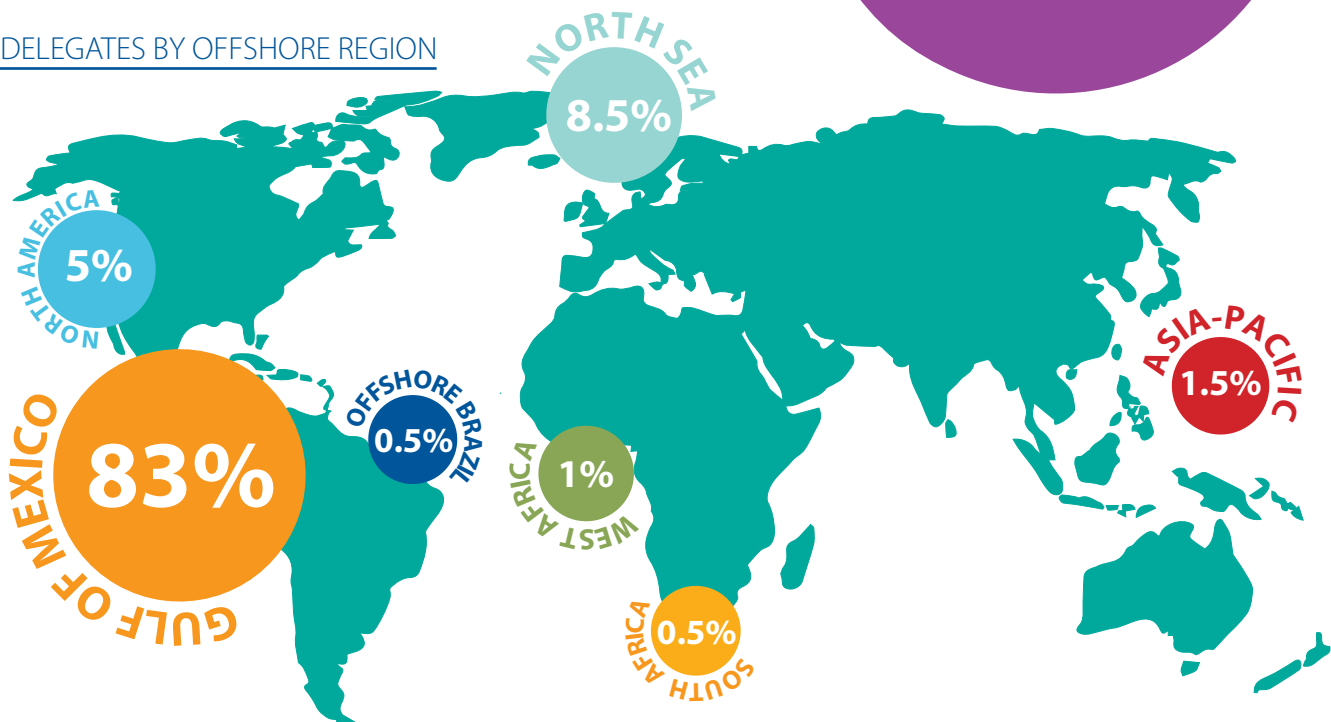 DELEGATES BY OFFSHORE REGION
NORTH SEA
8.5%
NORTH AMERICA
5%
GULF OF MEXICO
83%
OFFSHORE BRAZIL
0.5%
WEST AFRICA
1%
SOUTH AFRICA
0.5%
ASIA-PACIFIC
1.5%